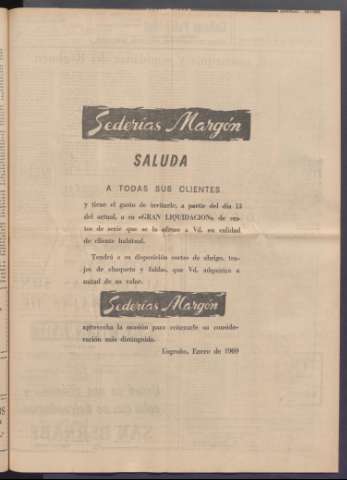 Sederías Margón
SALUDA
A TODAS SUS CLIENTES
y tiene el gusto de invitarle, a partir del día 13
del actual, a su «GRAN LIQUIDACION» de res-
tos de serie que se la ofrece a Vd. en calidad
de cliente habitual.
Tendrá a su disposición cortes de abrigo, tra-
jes de chaqueta y faldas, que Vd. adquirirá a
mitad de su valor.
Sederías Margón
aprovecha la ocasión para reiterarle su conside-
ración más distinguida.
Logroño, Enero de 1969